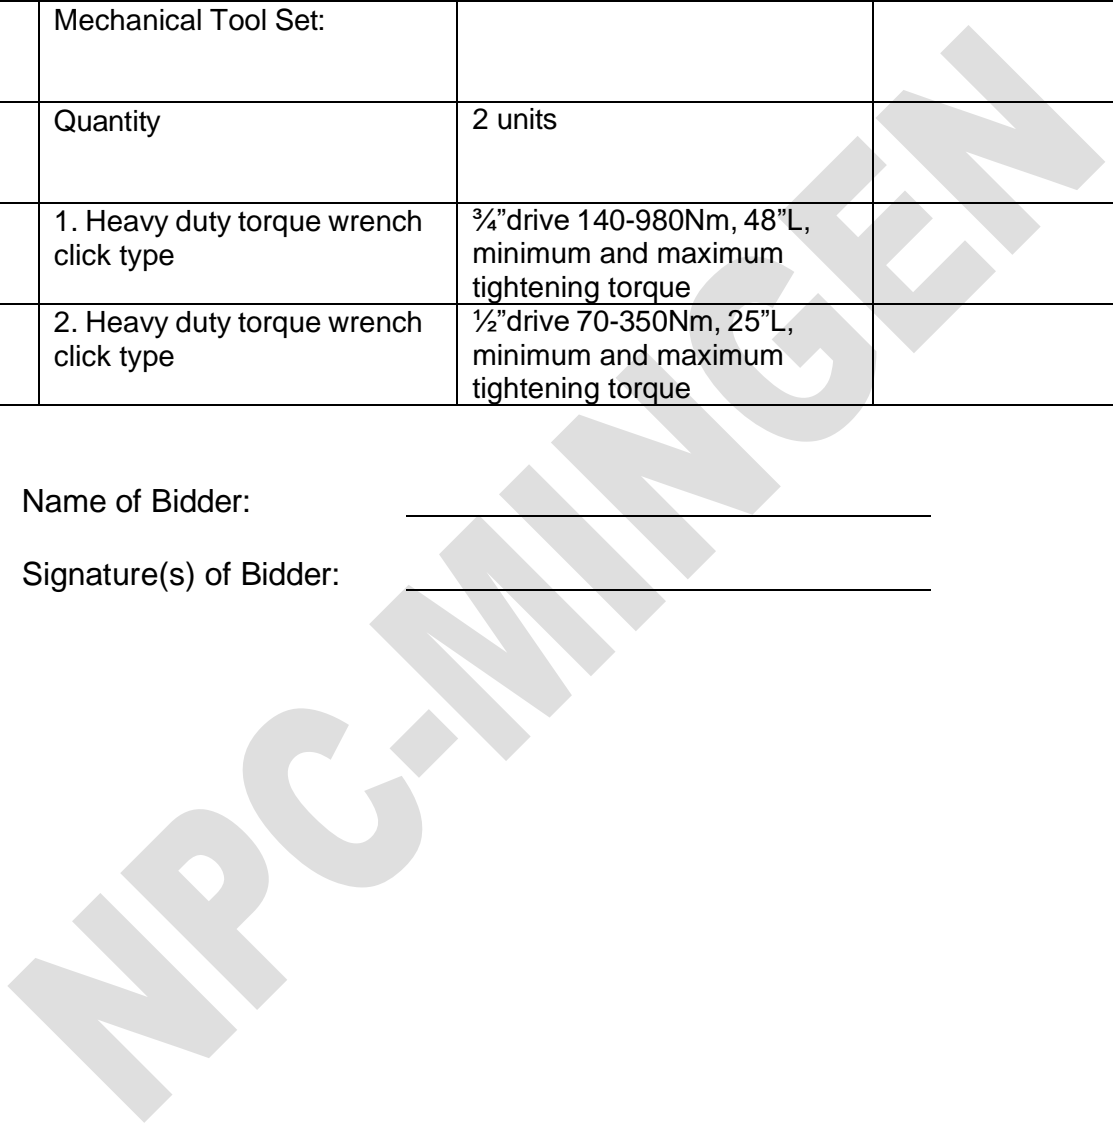 Mechanical Tool Set:
Quantity
2 units
1. Heavy duty torque wrench
click type
¾”drive 140-980Nm, 48”L,
minimum and maximum
tightening torque
2. Heavy duty torque wrench
click type
½”drive 70-350Nm, 25”L,
minimum and maximum
tightening torque
Name of Bidder:
Signature(s) of Bidder:
NPC-MINGEN